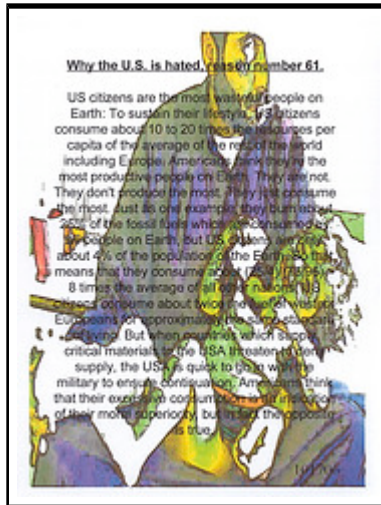 Why the U.S. is hated, reason number 61.
US citizens are the most wasteful people on
Earth: To sustain their lifestyle, US citizens
consume about 10 to 20 times the resources per
capita of the average of the rest of the world
including Europe. Americans think they're the
most productive people on Earth. They are not.
They don't produce the most. They just consume
the most. Just as one example, they burn about
25% of the fossil fuels which are consumed by
people on Earth, but US citizens are only
about 4% of the population of the Earth. So that
means that they consume about
8 times the average of all other nations. US
citizens consume about twice the fuel of western
Europeans for approximately the same standard
of living. But when countries which supply
critical materials to the USA threaten to deny
supply, the USA is quick to go in with the
military to ensure continuation. Americans think
that their excessive consumption is an indication
of their moral superiority, but in fact the opposite
is true.